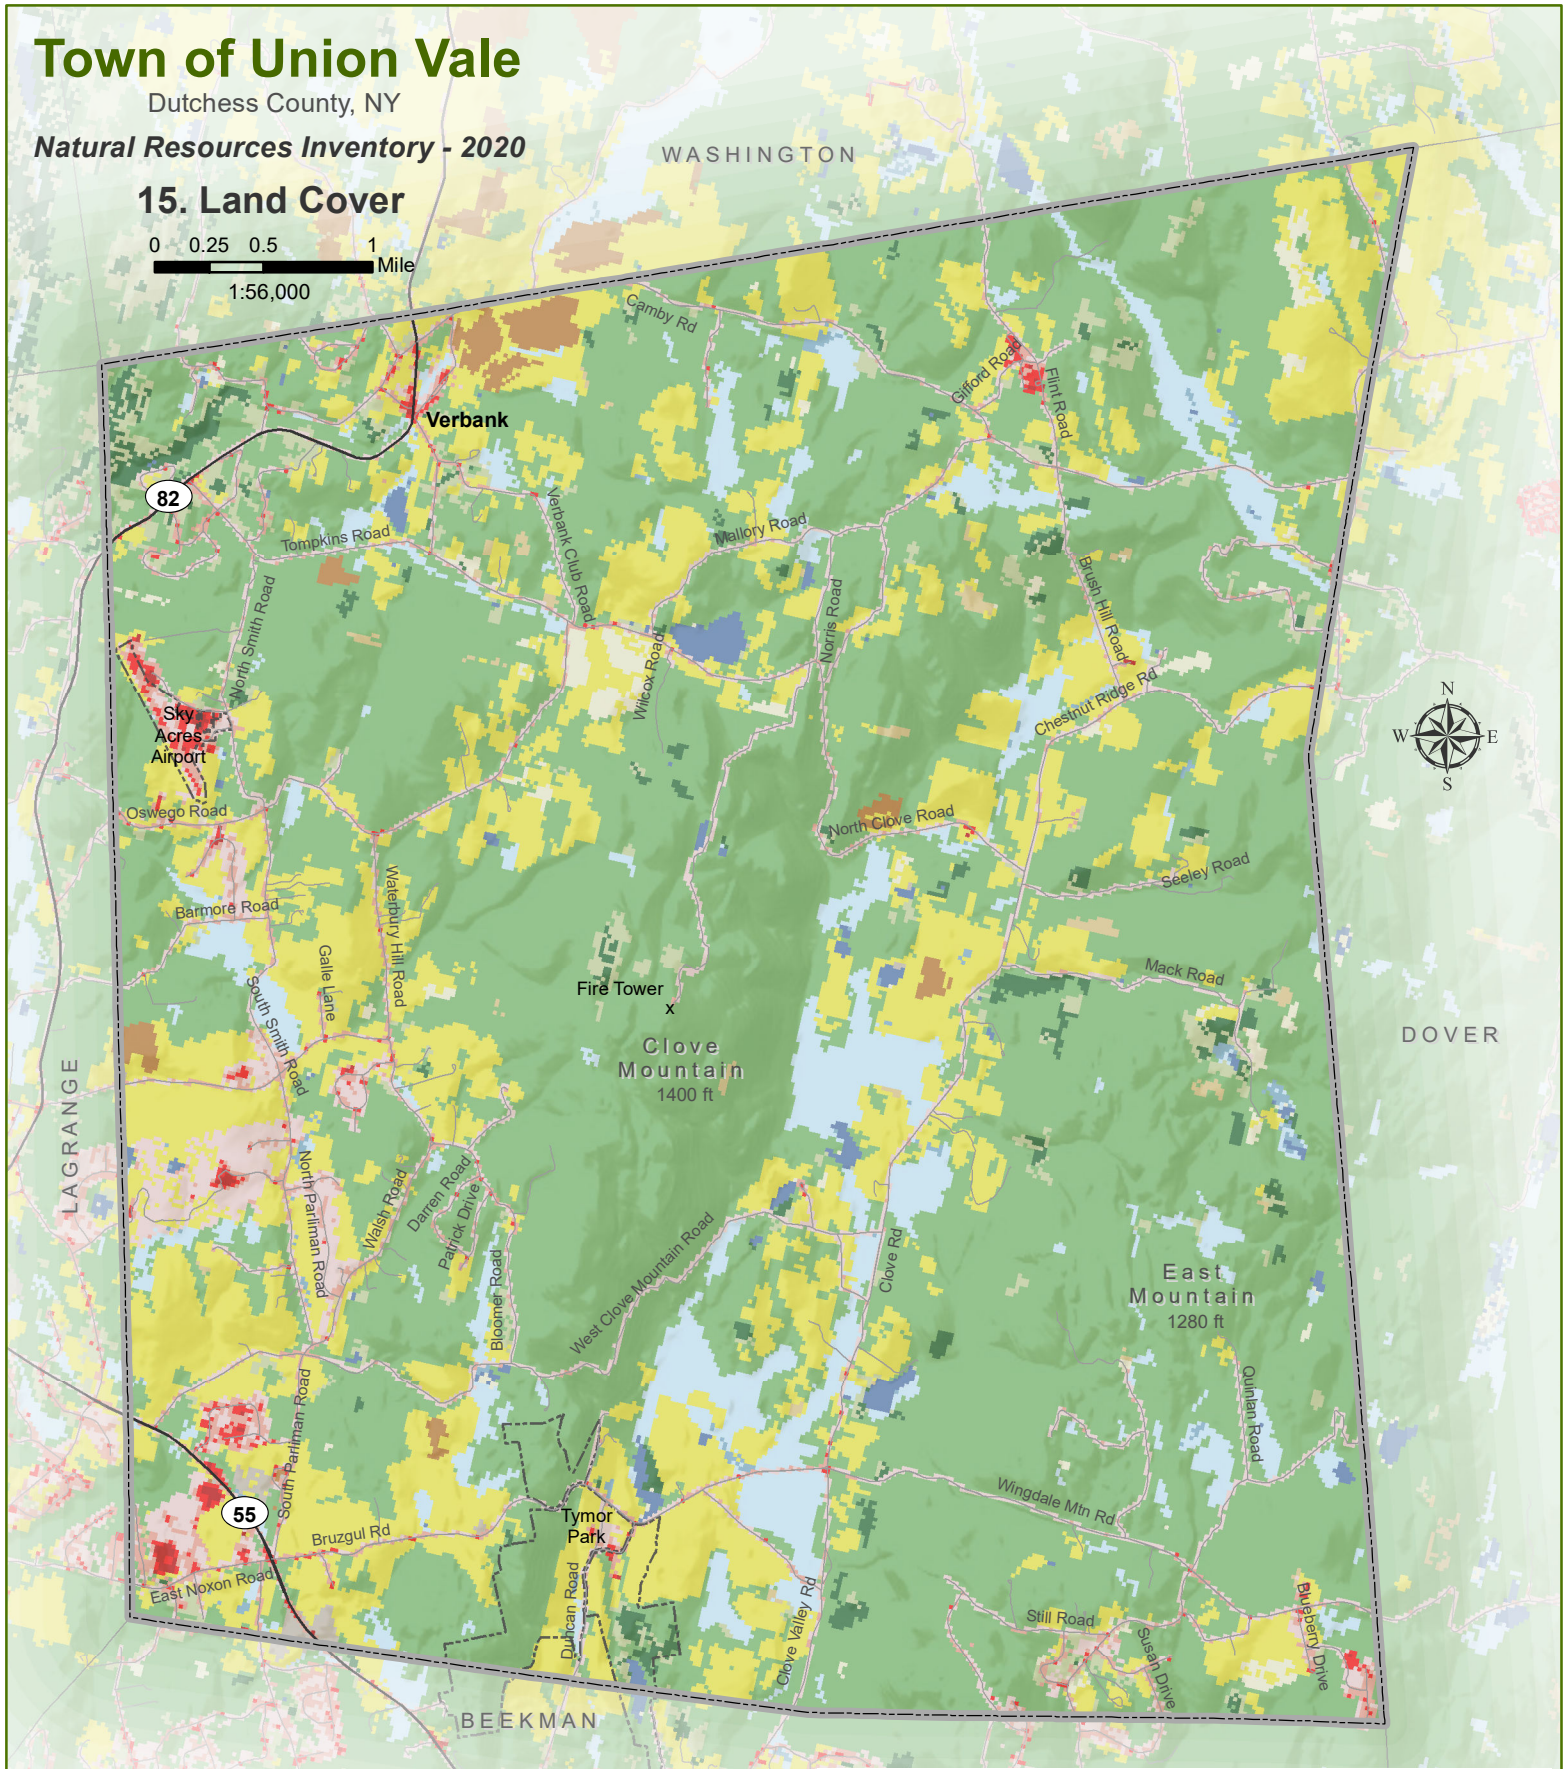 Town of Union Vale
Dutchess County, NY
Natural Resources Inventory - 2020
15. Land Cover
0 0.25 0.5 1
Mile
1:56,000
WASHINGTON
Camby Rd
Gifford Road
Flint Road
Verbank
82
Verbank Club Road
Mallory Road
Tompkins Road
Brush Hill Road
North Smith Road
Norris Road
Wilcox Road
Chestnut Ridge Rd
N
W E
S
Sky
Acres
Airport
Oswego Road
North Clove Road
Seeley Road
Waterbury Hill Road
Barmore Road
Galle Lane
Mack Road
Fire Tower
x
South Smith Road
Clove
Mountain
1400 ft
DOVER
LAGRANGE
North Parliman Road
Walsh Road
Darren Road
Patrick Drive
Bloomer Road
West Clove Mountain Road
Clove Rd
East
Mountain
1280 ft
Quinlan Road
South Parliman Road
Wingdale Mtn Rd
55
Tymor
Park
Bruzgul Rd
East Noxon Road
Duncan Road
Clove Valley Rd
Still Road
Susan Drive
Blueberry Drive
BEEKMAN